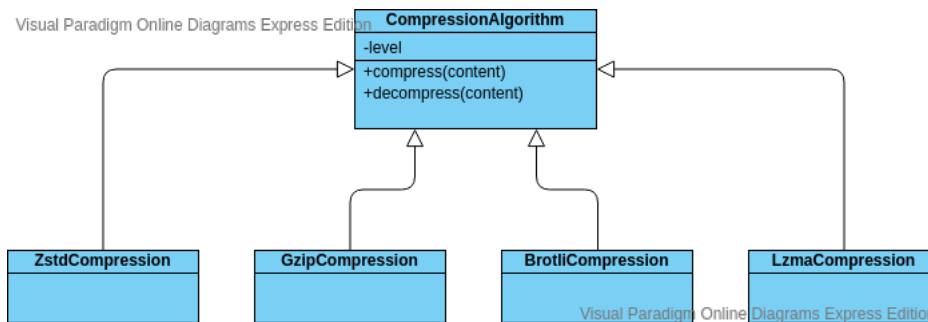 CompressionAlgorithm
Visual Paradigm Online Diagrams Express Edition
-level
+compress(content)
+decompress(content)
ZstdCompression
GzipCompression
BrotliCompression
LzmaCompression
Visual Paradigm Online Diagrams Express Edition